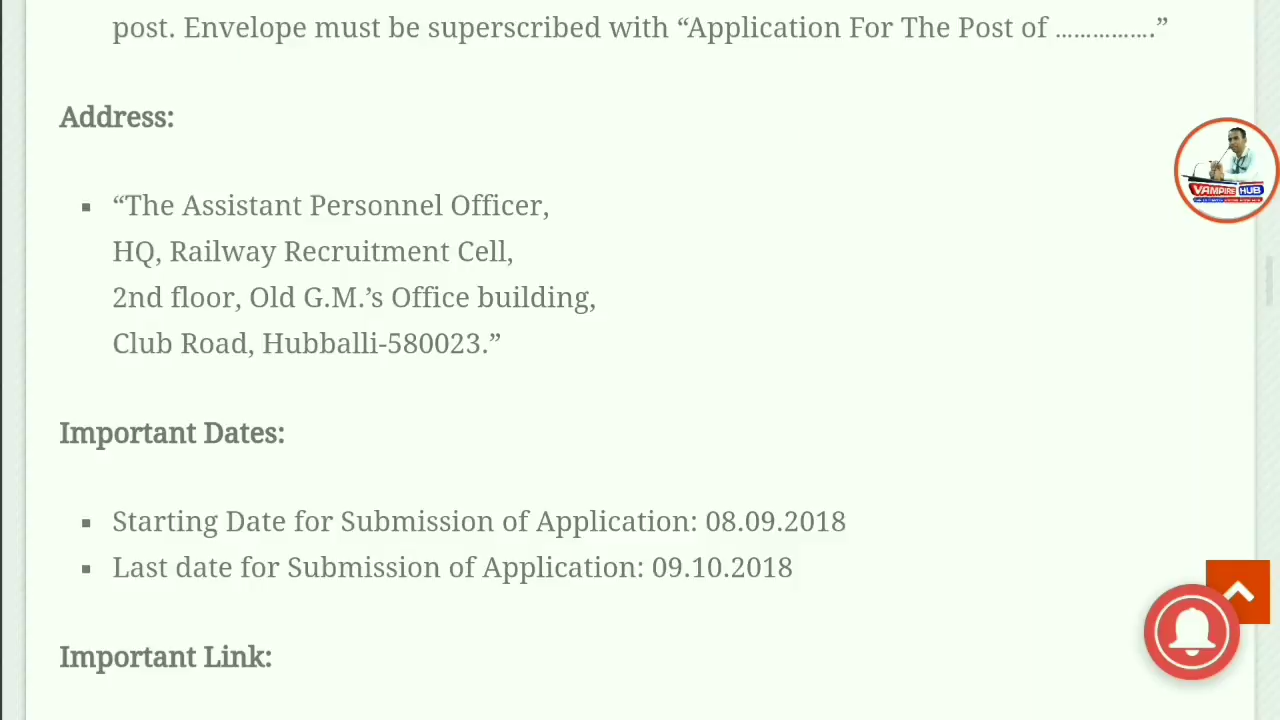 post. Envelope must be superscribed with “Application For The Post of …………….”
Address:
“The Assistant Personnel Officer,
HQ, Railway Recruitment Cell,
2nd floor, Old G.M.’s Office building,
Club Road, Hubballi-580023.”
VAMPIRE HUB
Important Dates:
Starting Date for Submission of Application: 08.09.2018
Last date for Submission of Application: 09.10.2018
Important Link: